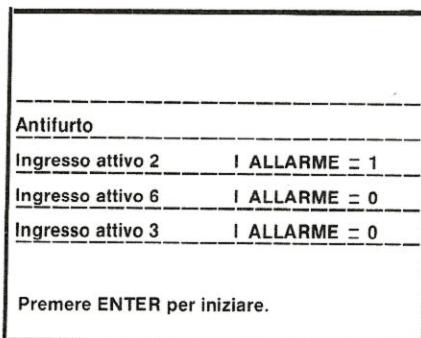 Antifurto
Ingresso attivo 2 I ALLARME = 1
Ingresso attivo 6 I ALLARME = 0
Ingresso attivo 3 I ALLARME = 0
Premere ENTER per iniziare.